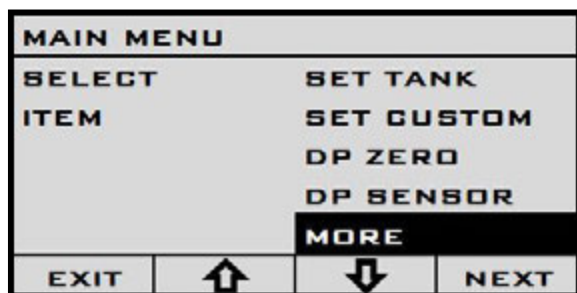 MAIN MENU
SELECT SET TANK
ITEM SET CUSTOM
DP ZERO
DP SENSOR
MORE
EXIT NEXT